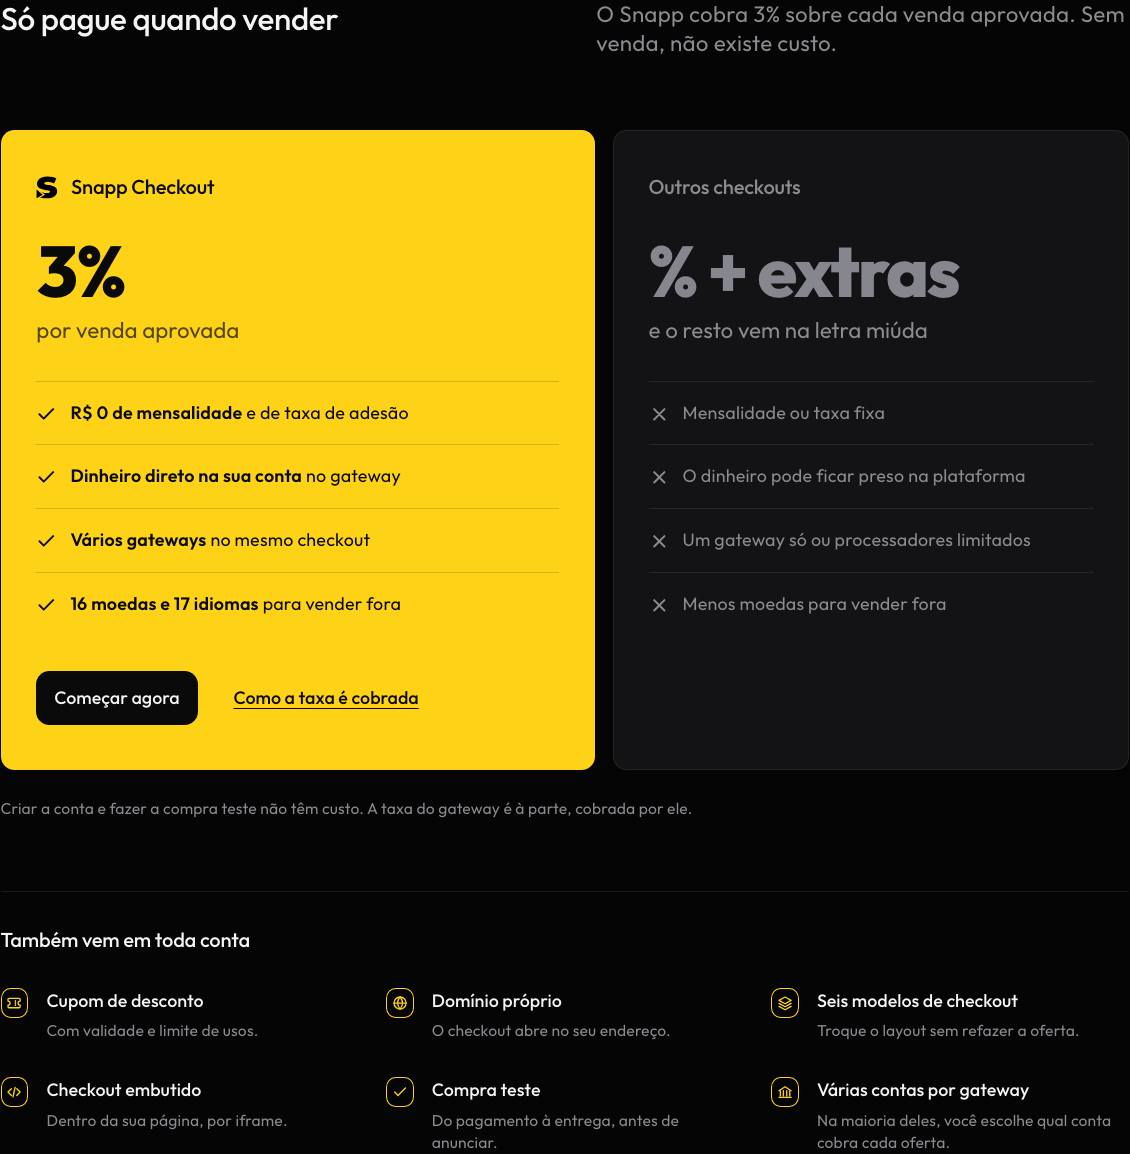 Só pague quando vender
O Snapp cobra 3% sobre cada venda aprovada. Sem
venda, não existe custo.
Snapp Checkout
3%
por venda aprovada
R$ 0 de mensalidade e de taxa de adesão
Dinheiro direto na sua conta no gateway
Vários gateways no mesmo checkout
16 moedas e 17 idiomas para vender fora
Começar agora
Como a taxa é cobrada
Outros checkouts
% + extras
e o resto vem na letra miúda
Mensalidade ou taxa fixa
O dinheiro pode ficar preso na plataforma
Um gateway só ou processadores limitados
Menos moedas para vender fora
Criar a conta e fazer a compra teste não têm custo. A taxa do gateway é à parte, cobrada por ele.
Também vem em toda conta
Cupom de desconto
Com validade e limite de usos.
Domínio próprio
O checkout abre no seu endereço.
Seis modelos de checkout
Troque o layout sem refazer a oferta.
Checkout embutido
Dentro da sua página, por iframe.
Compra teste
Do pagamento à entrega, antes de
anunciar.
Várias contas por gateway
Na maioria deles, você escolhe qual conta
cobra cada oferta.